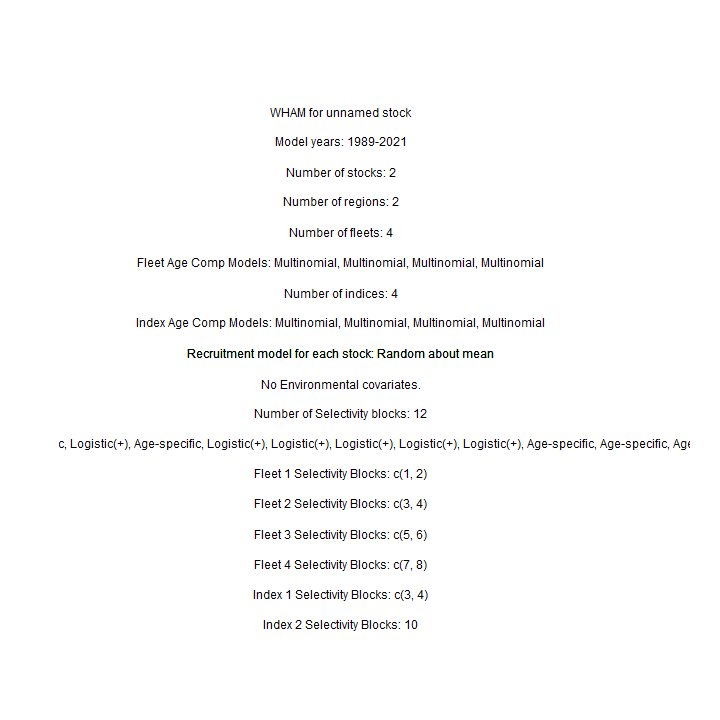 WHAM for unnamed stock
Model years: 1989-2021
Number of stocks: 2
Number of regions: 2
Number of fleets: 4
Fleet Age Comp Models: Multinomial, Multinomial, Multinomial, Multinomial
Number of indices: 4
Index Age Comp Models: Multinomial, Multinomial, Multinomial, Multinomial
Recruitment model for each stock: Random about mean
No Environmental covariates.
Number of Selectivity blocks: 12
c, Logistic(+), Age-specific, Logistic(+), Logistic(+), Logistic(+), Logistic(+), Logistic(+), Age-specific, Age-specific, Age
Fleet 1 Selectivity Blocks: c(1, 2)
Fleet 2 Selectivity Blocks: c(3, 4)
Fleet 3 Selectivity Blocks: c(5, 6)
Fleet 4 Selectivity Blocks: c(7, 8)
Index 1 Selectivity Blocks: c(3, 4)
Index 2 Selectivity Blocks: 10